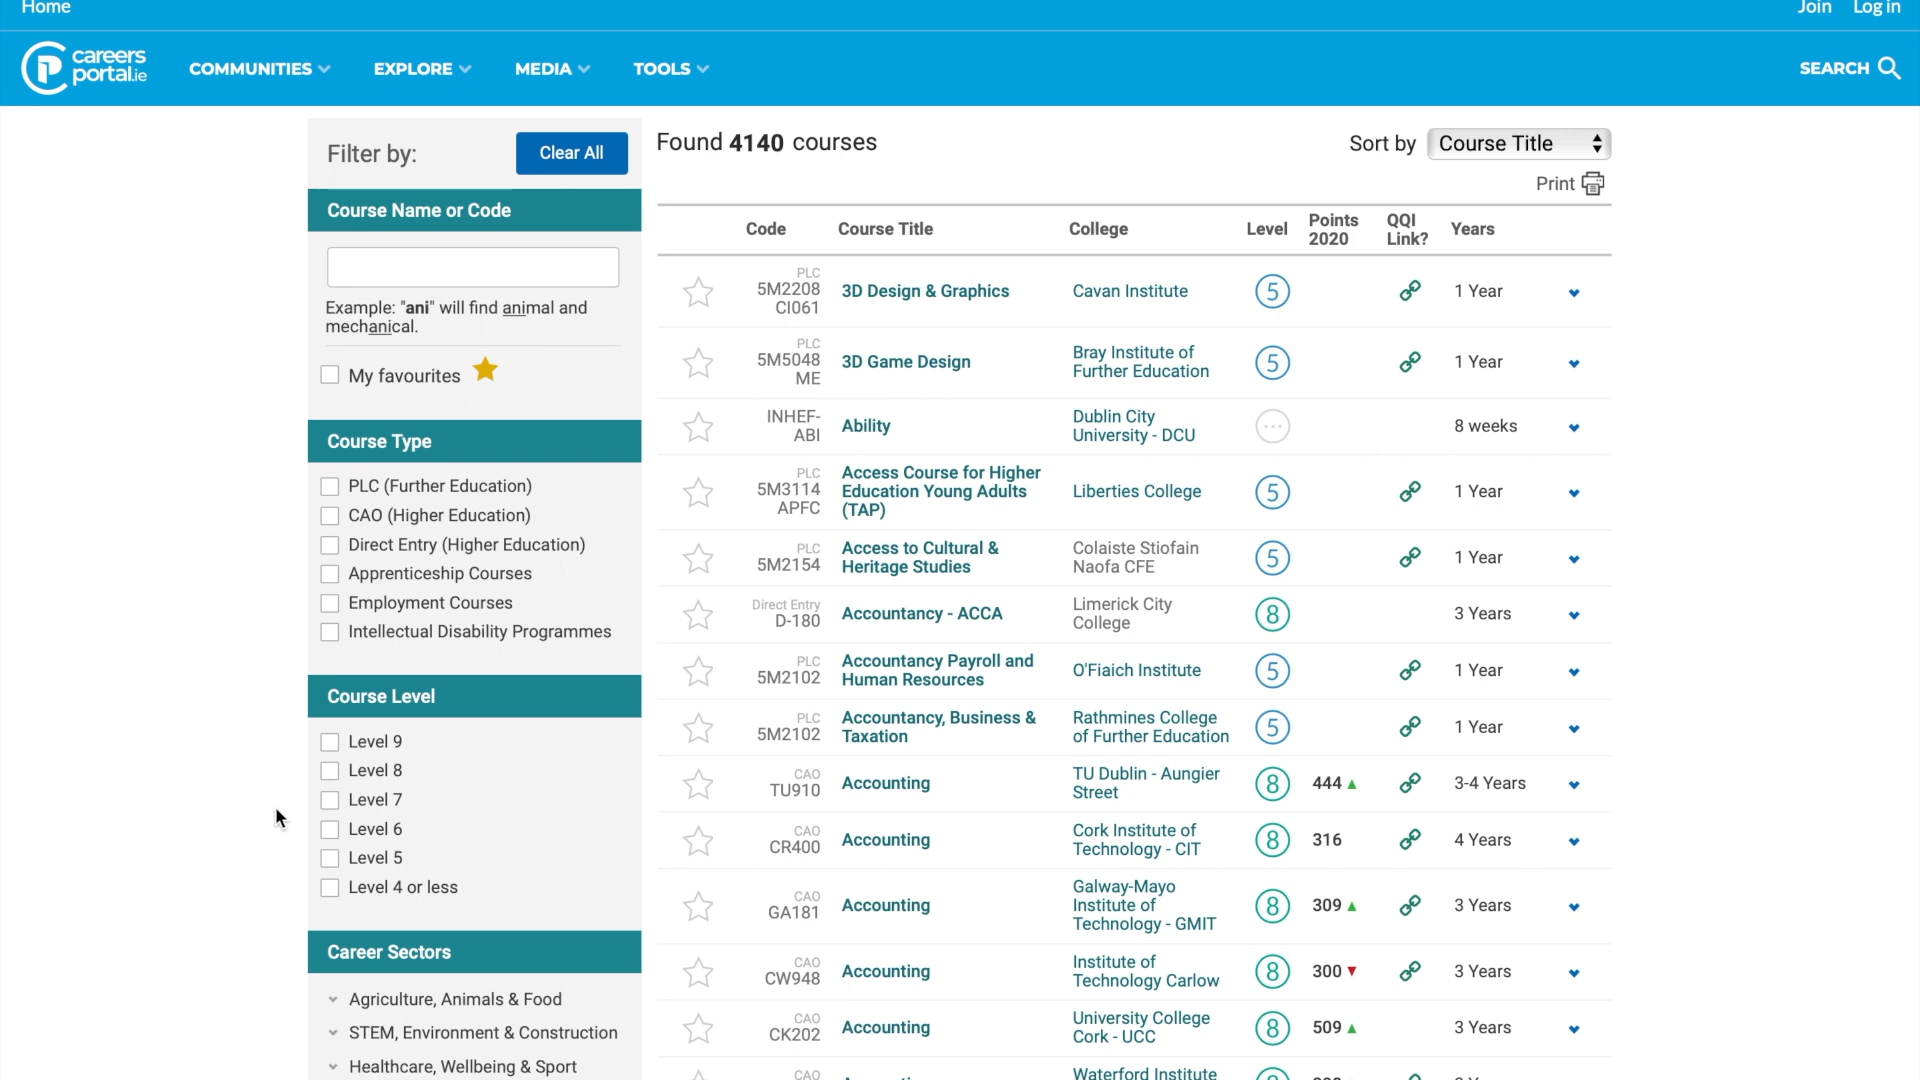 Home
Join
Log in
careers
portal.ie
COMMUNITIES
EXPLORE
MEDIA
TOOLS
SEARCH
Filter by:
Clear All
Course Name or Code
Example: "ani" will find animal and
mechanical.
My favourites
Course Type
PLC (Further Education)
CAO (Higher Education)
Direct Entry (Higher Education)
Apprenticeship Courses
Employment Courses
Intellectual Disability Programmes
Course Level
Level 9
Level 8
Level 7
Level 6
Level 5
Level 4 or less
Career Sectors
Agriculture, Animals & Food
STEM, Environment & Construction
Healthcare, Wellbeing & Sport
Found 4140 courses
Sort by
Course Title
Print
Code
Course Title
College
Level
Points
2020
QQI
Link?
Years
PLC
5M2208
CI061
3D Design & Graphics
Cavan Institute
5
1 Year
PLC
5M5048
ME
3D Game Design
Bray Institute of
Further Education
5
1 Year
INHEF-
ABI
Ability
Dublin City
University - DCU
8 weeks
PLC
5M3114
APFC
Access Course for Higher
Education Young Adults
(TAP)
Liberties College
5
1 Year
PLC
5M2154
Access to Cultural &
Heritage Studies
Colaiste Stiofain
Naofa CFE
5
1 Year
Direct Entry
D-180
Accountancy - ACCA
Limerick City
College
8
3 Years
PLC
5M2102
Accountancy Payroll and
Human Resources
O'Fiaich Institute
5
1 Year
PLC
5M2102
Accountancy, Business &
Taxation
Rathmines College
of Further Education
5
1 Year
CAO
TU910
Accounting
TU Dublin - Aungier
Street
8
444
3-4 Years
CAO
CR400
Accounting
Cork Institute of
Technology - CIT
8
316
4 Years
CAO
GA181
Accounting
Galway-Mayo
Institute of
Technology - GMIT
8
309
3 Years
CAO
CW948
Accounting
Institute of
Technology Carlow
8
300
3 Years
CAO
CK202
Accounting
University College
Cork - UCC
8
509
3 Years
CAO
Waterford Institute